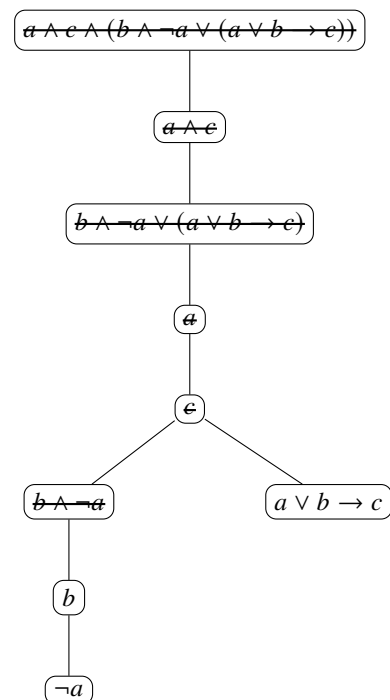 a ∧ c ∧ (b ∧ ¬a ∨ (a ∨ b → c))
a ∧ c
b ∧ ¬a ∨ (a ∨ b → c)
a
c
b ∧ ¬a
a ∨ b → c
b
¬a